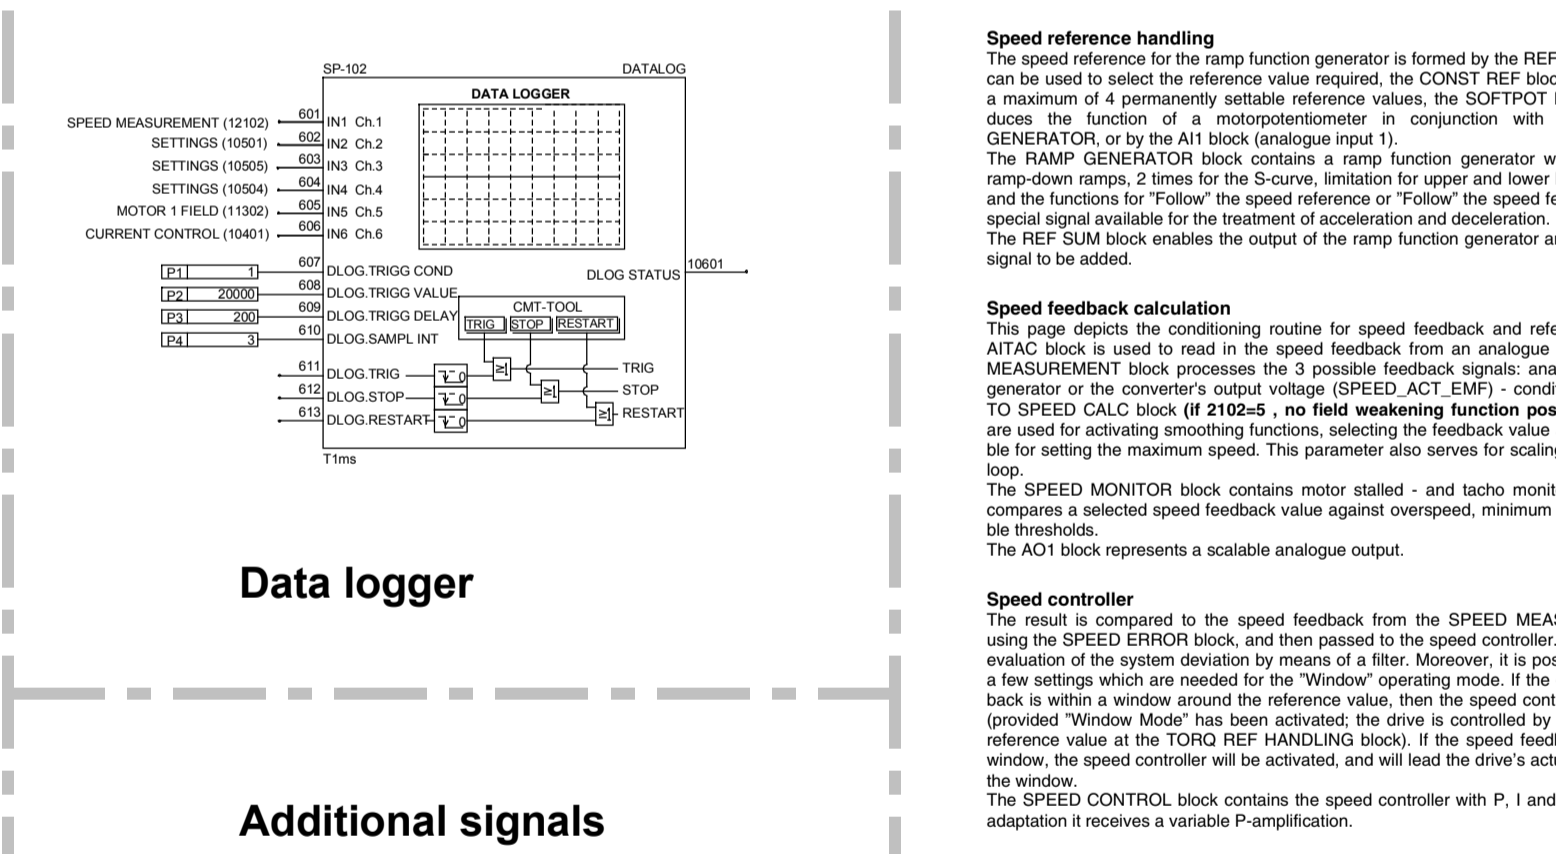 SP-102
DATALOG
DATA LOGGER
SPEED MEASUREMENT (12102) 601 IN1 Ch.1
SETTINGS (10501) 602 IN2 Ch.2
SETTINGS (10505) 603 IN3 Ch.3
SETTINGS (10504) 604 IN4 Ch.4
MOTOR 1 FIELD (11302) 605 IN5 Ch.5
CURRENT CONTROL (10401) 606 IN6 Ch.6
P1 1 607 DLOG.TRIGG COND
DLOG STATUS 10601
P2 20000 608 DLOG.TRIGG VALUE
P3 200 609 DLOG.TRIGG DELAY
P4 3 610 DLOG.SAMPL INT
CMT-TOOL
TRIG STOP RESTART
611 DLOG.TRIG 0 ≥1 TRIG
612 DLOG.STOP 0 ≥1 STOP
613 DLOG.RESTART 0 ≥1 RESTART
T1ms
Data logger
Additional signals
Speed reference handling
The speed reference for the ramp function generator is formed by the REF
can be used to select the reference value required, the CONST REF bloc
a maximum of 4 permanently settable reference values, the SOFTPOT
duces the function of a motorpotentiometer in conjunction with
GENERATOR, or by the AI1 block (analogue input 1).
The RAMP GENERATOR block contains a ramp function generator w
ramp-down ramps, 2 times for the S-curve, limitation for upper and lower
and the functions for ”Follow” the speed reference or ”Follow” the speed fe
special signal available for the treatment of acceleration and deceleration.
The REF SUM block enables the output of the ramp function generator a
signal to be added.
Speed feedback calculation
This page depicts the conditioning routine for speed feedback and refe
AITAC block is used to read in the speed feedback from an analogue
MEASUREMENT block processes the 3 possible feedback signals: ana
generator or the converter's output voltage (SPEED_ACT_EMF) - condi
TO SPEED CALC block (if 2102=5 , no field weakening function pos
are used for activating smoothing functions, selecting the feedback value
ble for setting the maximum speed. This parameter also serves for scaling
loop.
The SPEED MONITOR block contains motor stalled - and tacho monit
compares a selected speed feedback value against overspeed, minimum
ble thresholds.
The AO1 block represents a scalable analogue output.
Speed controller
The result is compared to the speed feedback from the SPEED MEAS
using the SPEED ERROR block, and then passed to the speed controller.
evaluation of the system deviation by means of a filter. Moreover, it is pos
a few settings which are needed for the ”Window” operating mode. If the
back is within a window around the reference value, then the speed cont
(provided ”Window Mode” has been activated; the drive is controlled by
reference value at the TORQ REF HANDLING block). If the speed feed
window, the speed controller will be activated, and will lead the drive’s actu
the window.
The SPEED CONTROL block contains the speed controller with P, I and
adaptation it receives a variable P-amplification.